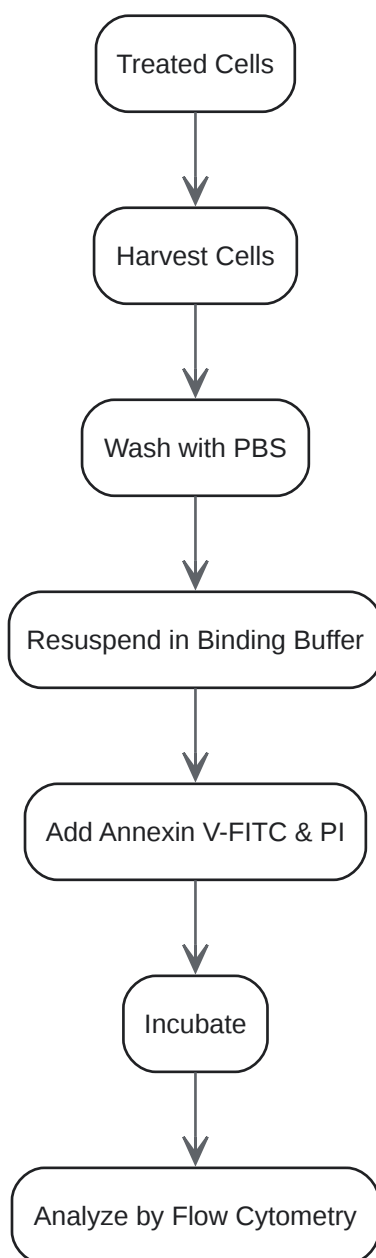 Treated Cells
Harvest Cells
Wash with PBS
Resuspend in Binding Buffer
Add Annexin V-FITC & PI
Incubate
Analyze by Flow Cytometry